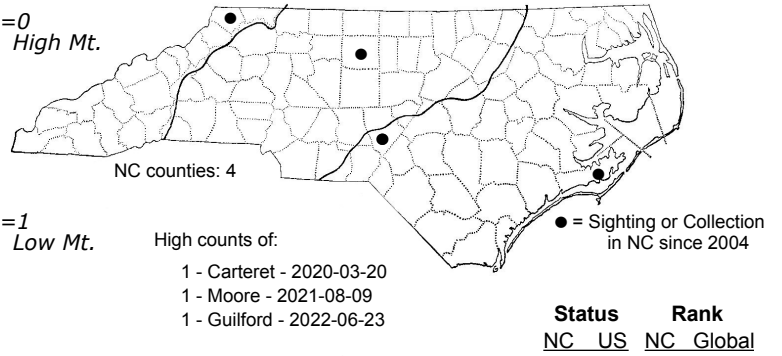 =0
High Mt.
NC counties: 4
=1
Low Mt.
High counts of:
1 - Carteret - 2020-03-20
1 - Moore - 2021-08-09
1 - Guilford - 2022-06-23
● = Sighting or Collection
in NC since 2004
Status Rank
NC US NC Global